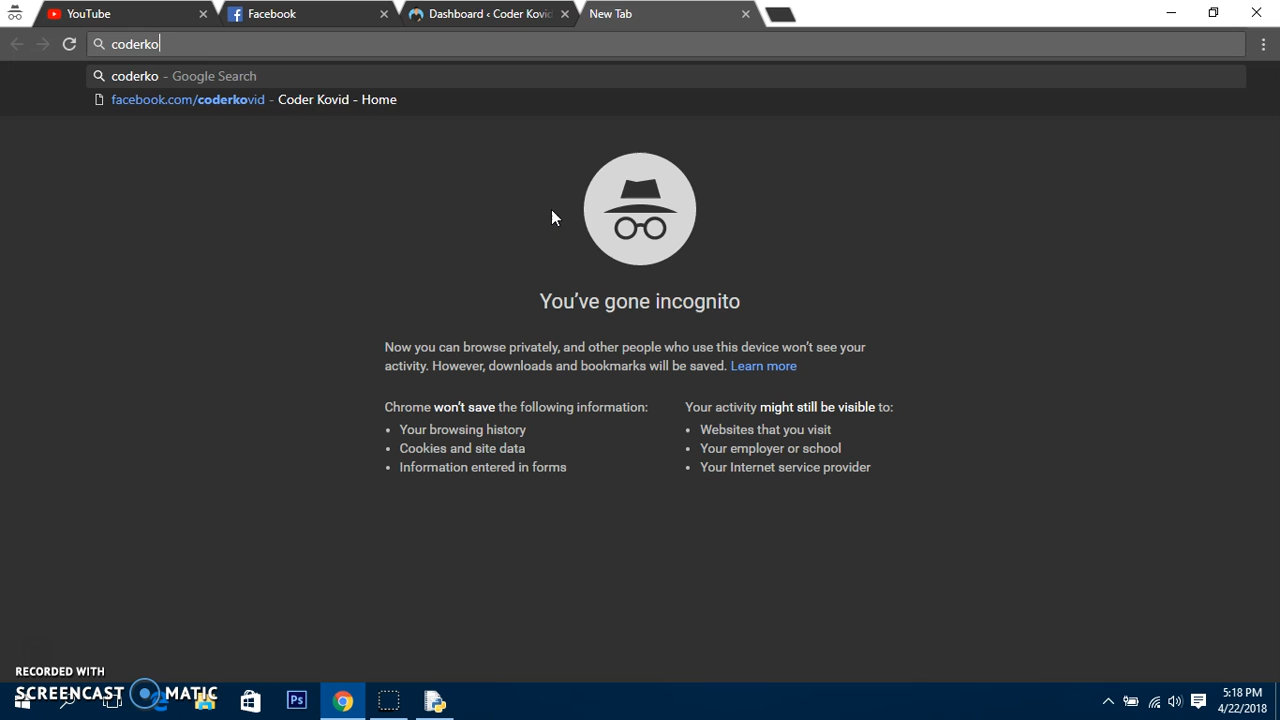 YouTube
Facebook
Dashboard ‹ Coder Kovid
New Tab
coderko
coderko - Google Search
facebook.com/coderkovid - Coder Kovid - Home
You've gone incognito
Now you can browse privately, and other people who use this device won't see your
activity. However, downloads and bookmarks will be saved. Learn more
Chrome won't save the following information:
• Your browsing history
• Cookies and site data
• Information entered in forms
Your activity might still be visible to:
• Websites that you visit
• Your employer or school
• Your Internet service provider
RECORDED WITH
SCREENCAST MATIC
Ps
5:18 PM
4/22/2018